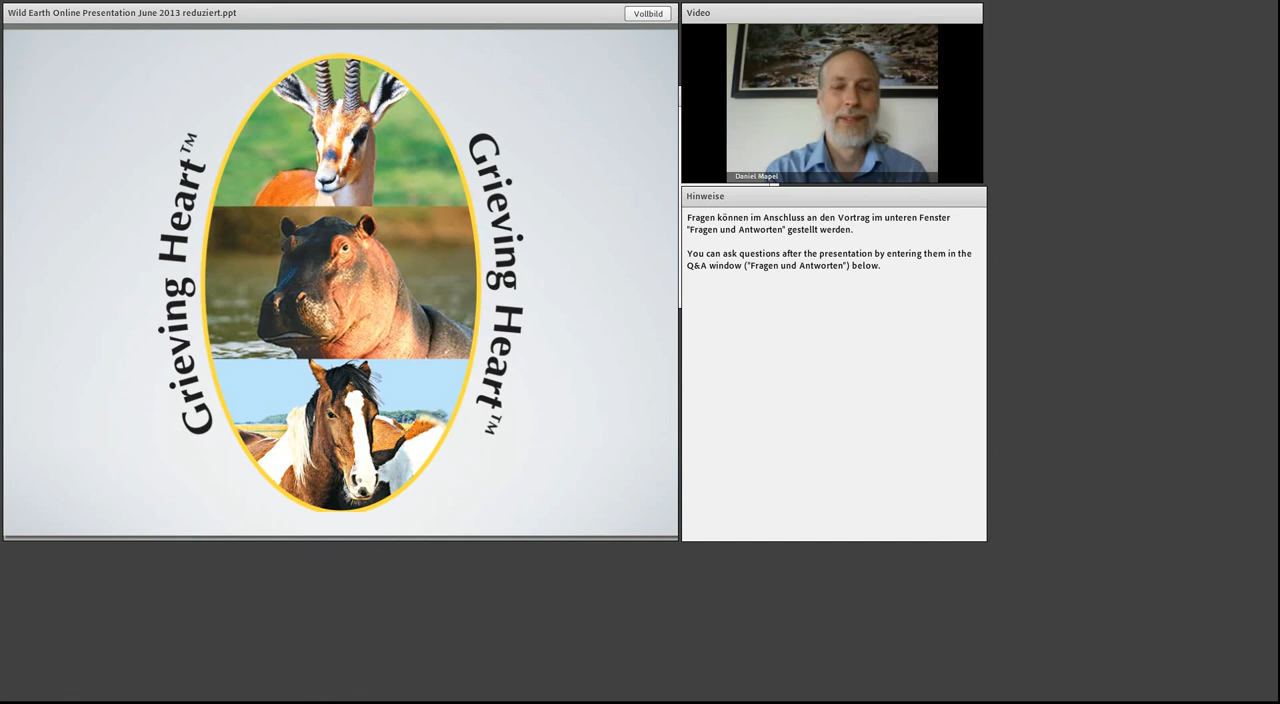 Wild Earth Online Presentation June 2013 reduziert.ppt
Vollbild
Grieving Heart™
Grieving Heart™
Video
Daniel Mapel
Hinweise
Fragen können im Anschluss an den Vortrag im unteren Fenster
"Fragen und Antworten" gestellt werden.
You can ask questions after the presentation by entering them in the
Q&A window ("Fragen und Antworten") below.